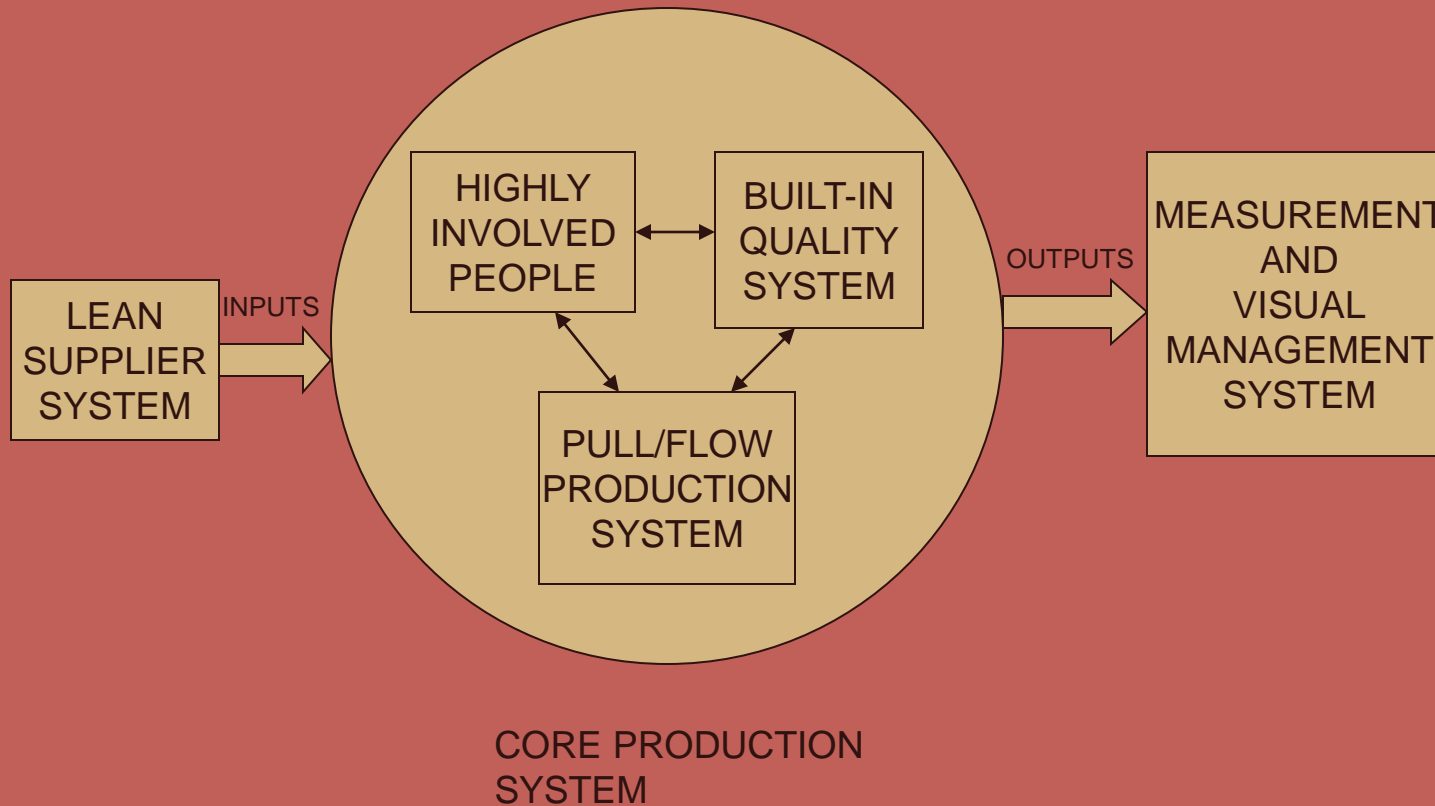 LEAN
SUPPLIER
SYSTEM
INPUTS
HIGHLY
INVOLVED
PEOPLE
BUILT-IN
QUALITY
SYSTEM
PULL/FLOW
PRODUCTION
SYSTEM
OUTPUTS
MEASUREMENT
AND
VISUAL
MANAGEMENT
SYSTEM
CORE PRODUCTION
SYSTEM